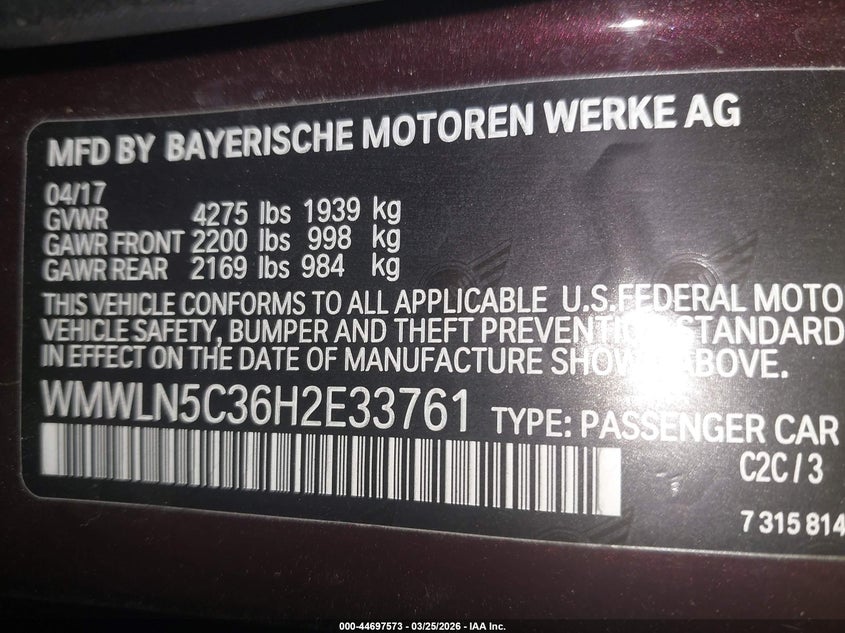 MFD BY BAYERISCHE MOTOREN WERKE AG
04/17
GVWR 4275 lbs 1939 kg
GAWR FRONT 2200 lbs 998 kg
GAWR REAR 2169 lbs 984 kg
THIS VEHICLE CONFORMS TO ALL APPLICABLE U.S.FEDERAL MOTO
VEHICLE SAFETY, BUMPER AND THEFT PREVENTION STANDARD
IN EFFECT ON THE DATE OF MANUFACTURE SHOWN ABOVE.
WMWLN5C36H2E33761 TYPE: PASSENGER CAR
C2C / 3
7 315 814
000-44697573 - 03/25/2026 - IAA Inc.